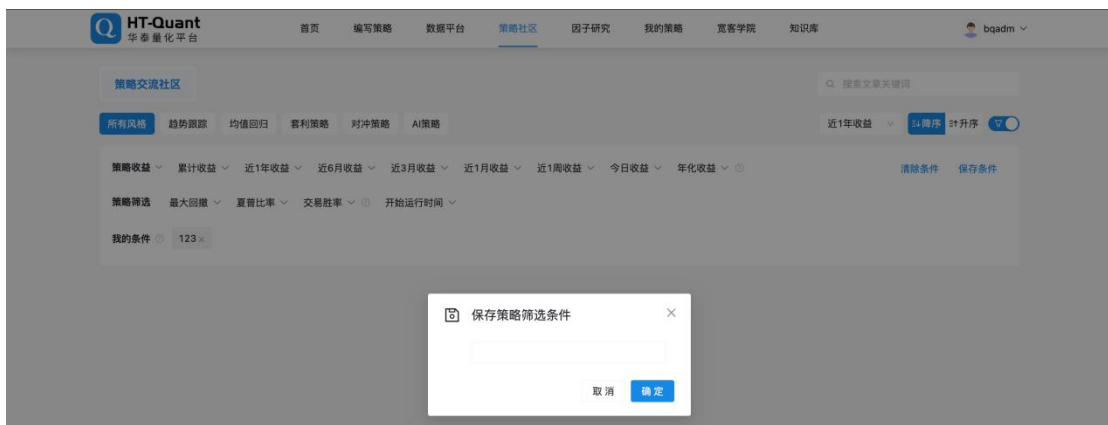 HT-Quant
华泰量化平台
首页 编写策略 数据平台 策略社区 因子研究 我的策略 宽客学院 知识库 bqadm
策略交流社区
搜索文章关键词
所有风格 趋势跟踪 均值回归 套利策略 对冲策略 AI策略 近1年收益 降序 升序
策略收益 累计收益 近1年收益 近6月收益 近3月收益 近1月收益 近1周收益 今日收益 年化收益 清除条件 保存条件
策略筛选 最大回撤 夏普比率 交易胜率 开始运行时间
我的条件 123
保存策略筛选条件
取消 确定